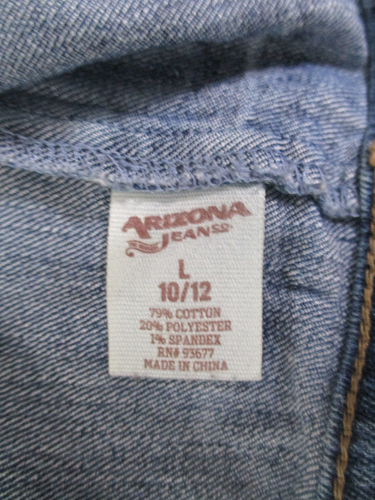 ARIZONA
JEAN CO
L
10/12
79% COTTON
20% POLYESTER
1% SPANDEX
RN# 93677
MADE IN CHINA